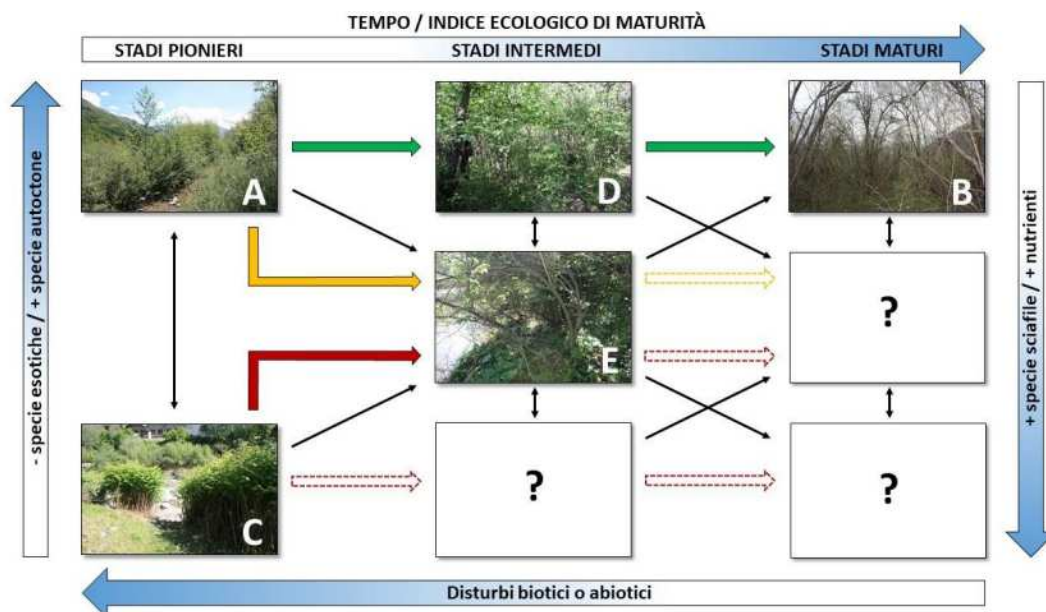 TEMPO / INDICE ECOLOGICO DI MATURITÀ
STADI PIONIERI
STADI INTERMEDI
STADI MATURI
- specie esotiche / + specie autoctone
A
D
B
+ specie sciafile / + nutrienti
E
?
C
?
?
Disturbi biotici o abiotici